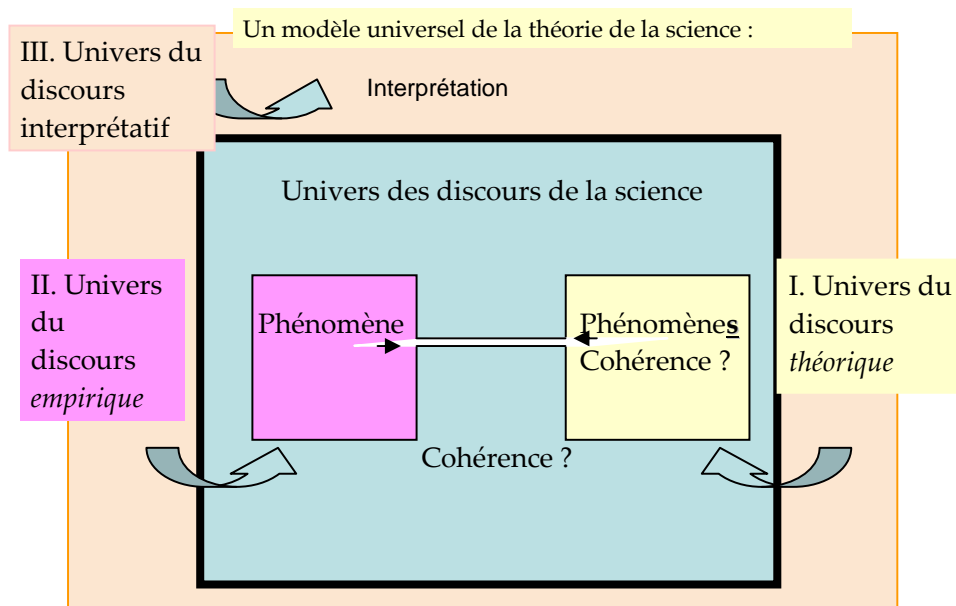 Un modèle universel de la théorie de la science :
III. Univers du
discours
interprétatif
Interprétation
Univers des discours de la science
II. Univers
du
discours
empirique
Phénomène
Phénomènes
Cohérence ?
I. Univers du
discours
théorique
Cohérence ?